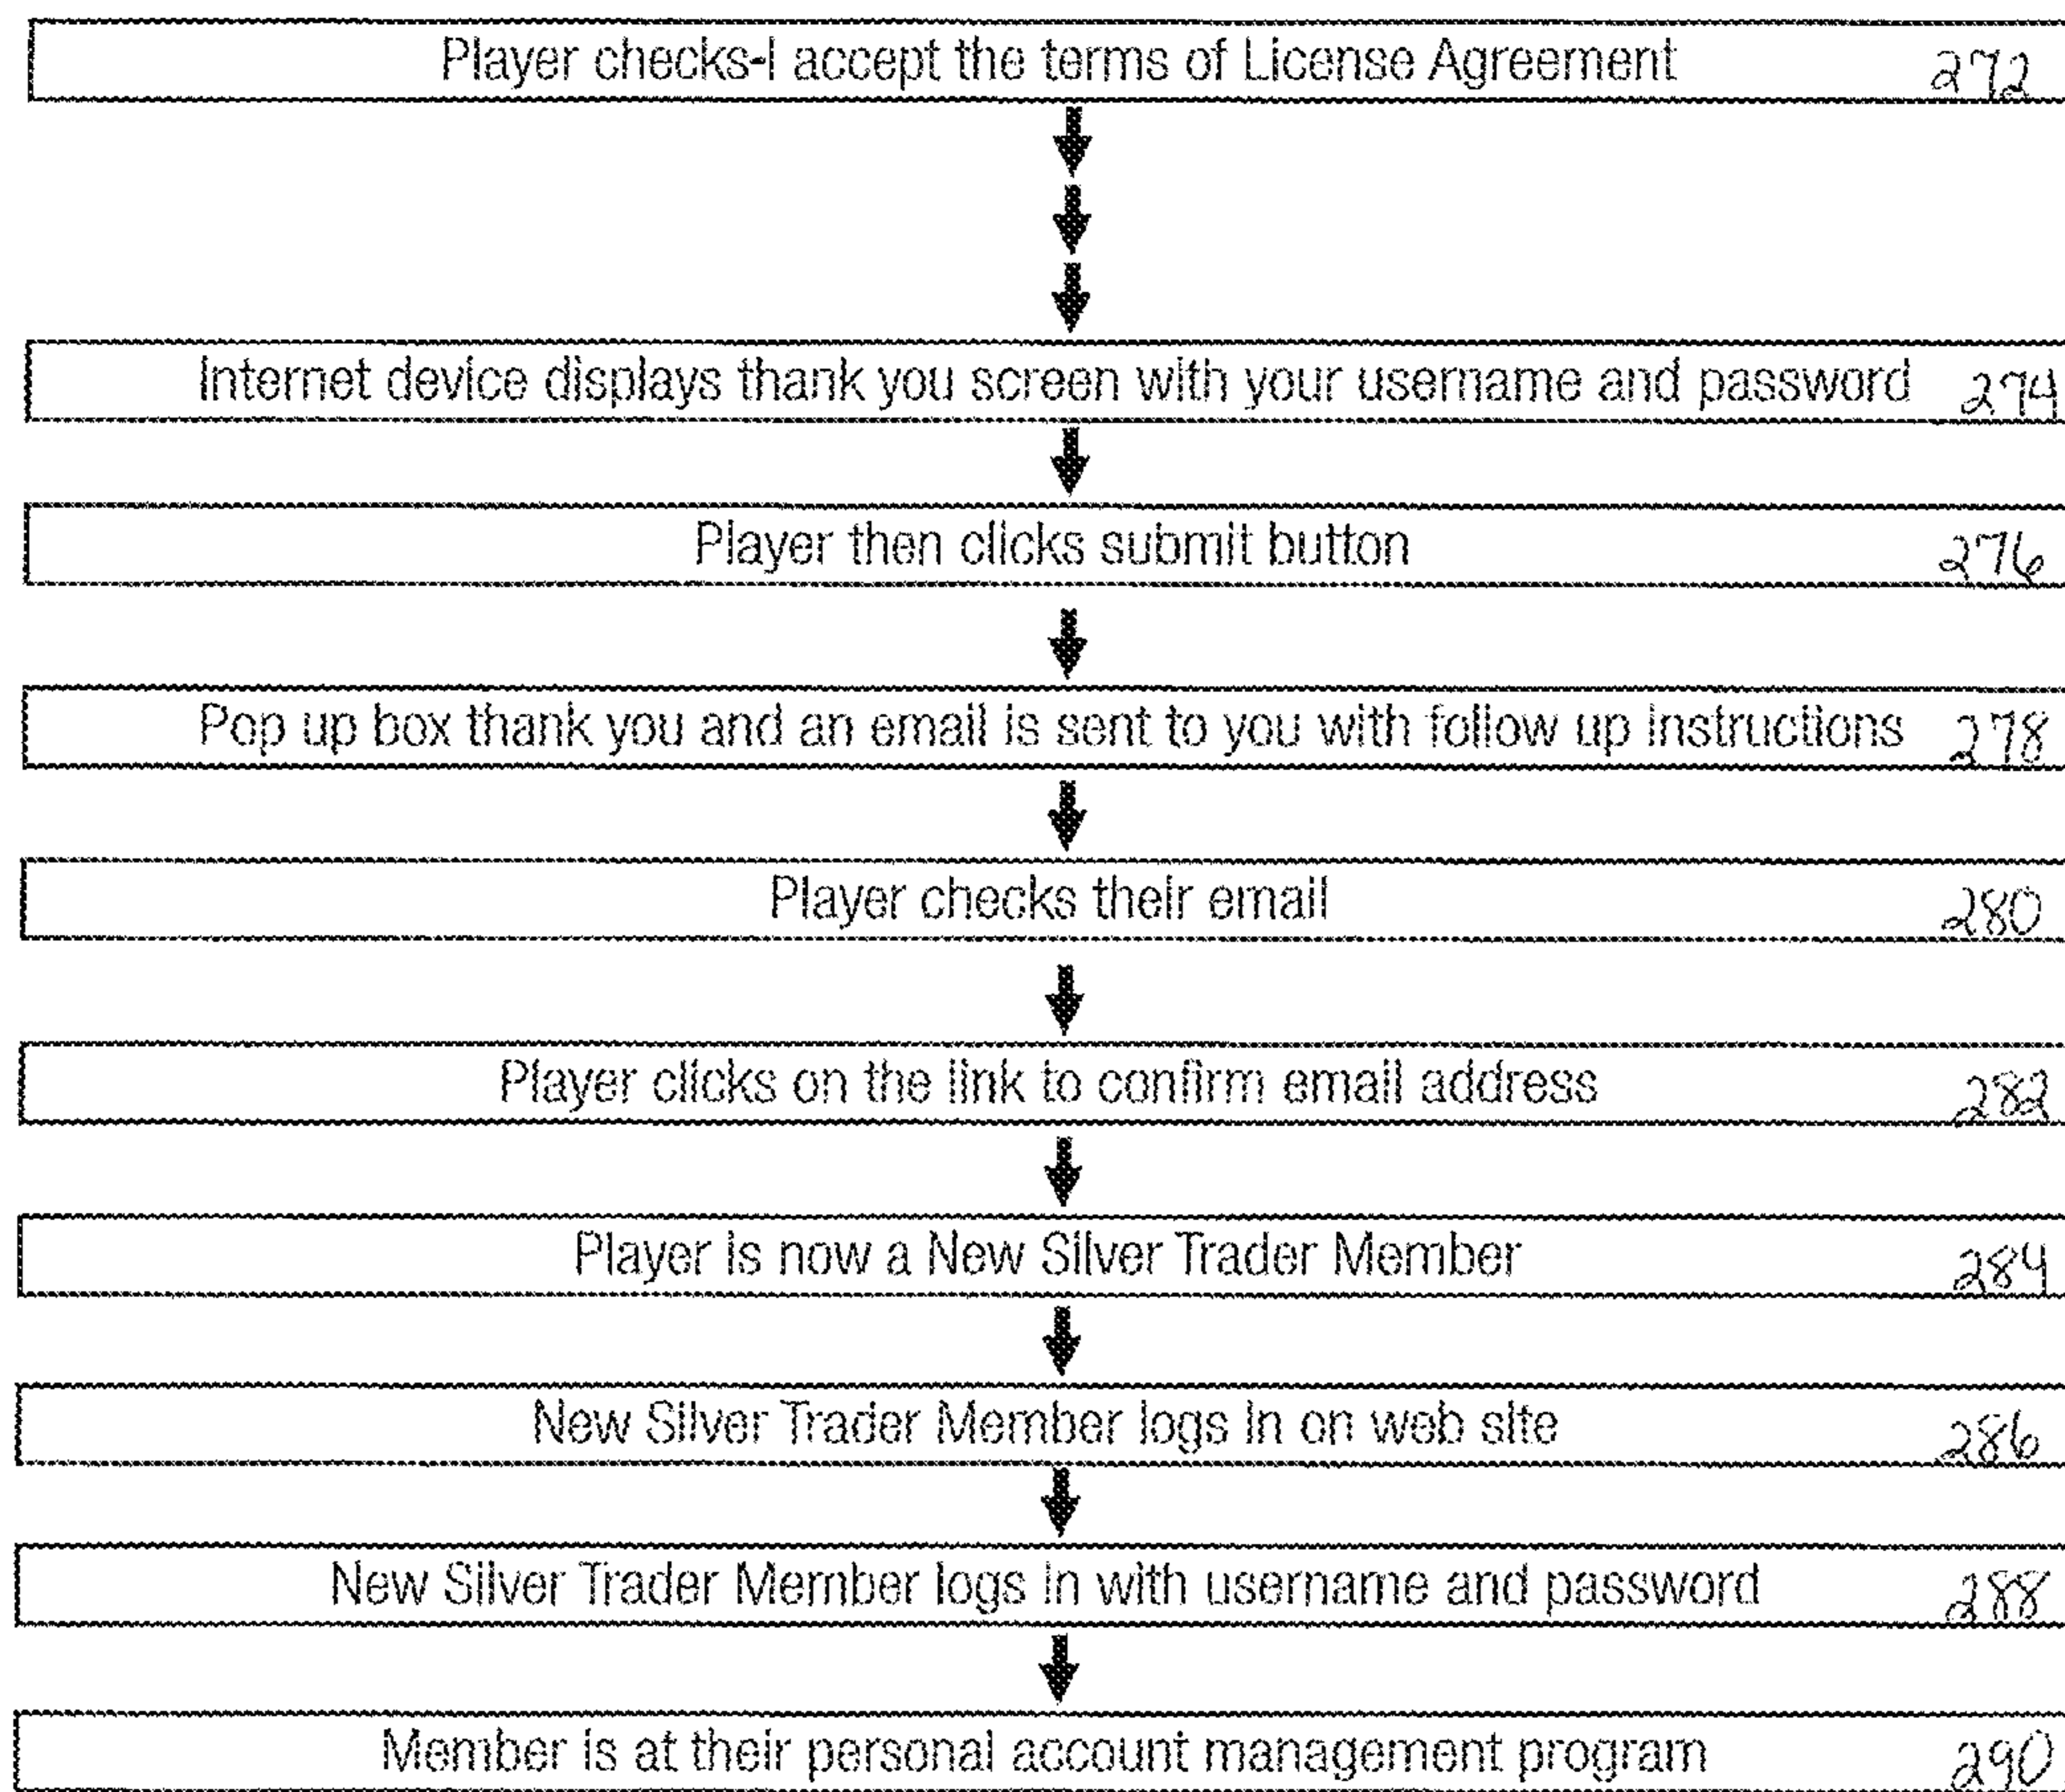 Player checks-I accept the terms of License Agreement 272
Internet device displays thank you screen with your username and password 274
Player then clicks submit button 276
Pop up box thank you and an email is sent to you with follow up instructions 278
Player checks their email 280
Player clicks on the link to confirm email address 282
Player is now a New Silver Trader Member 284
New Silver Trader Member logs in on web site 286
New Silver Trader Member logs in with username and password 288
Member is at their personal account management program 290